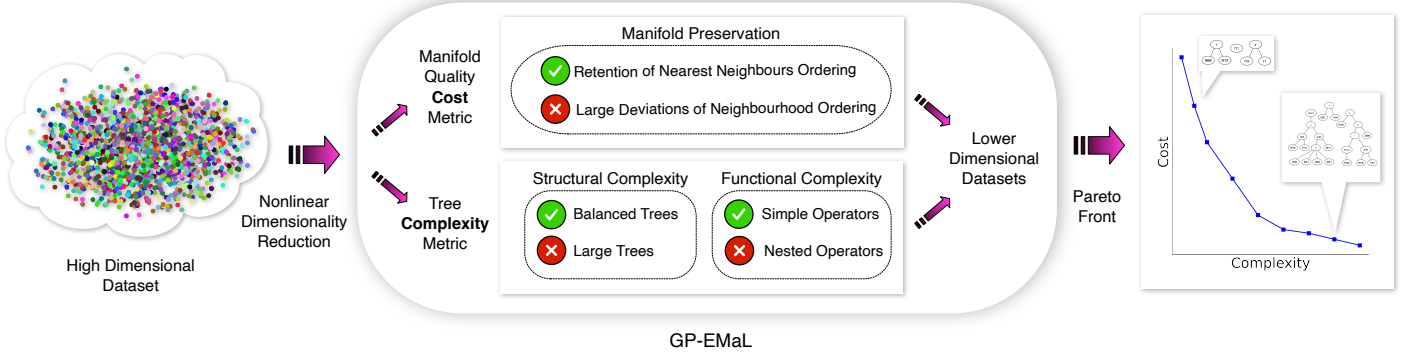 High Dimensional
Dataset
Nonlinear
Dimensionality
Reduction
Manifold
Quality
Cost
Metric
Tree
Complexity
Metric
Manifold Preservation
Retention of Nearest Neighbours Ordering
Large Deviations of Neighbourhood Ordering
Structural Complexity
Balanced Trees
Large Trees
Functional Complexity
Simple Operators
Nested Operators
Lower
Dimensional
Datasets
GP-EMaL
Pareto
Front
Cost
Complexity